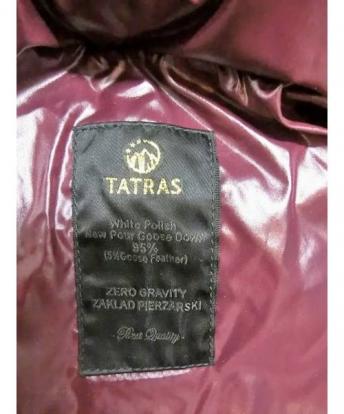 TATRAS
White Polish
New Pour Goose Down
95%
(5%Goose Feather)
ZERO GRAVITY
ZAKLAD PIERZARSKI
- Best Quality -